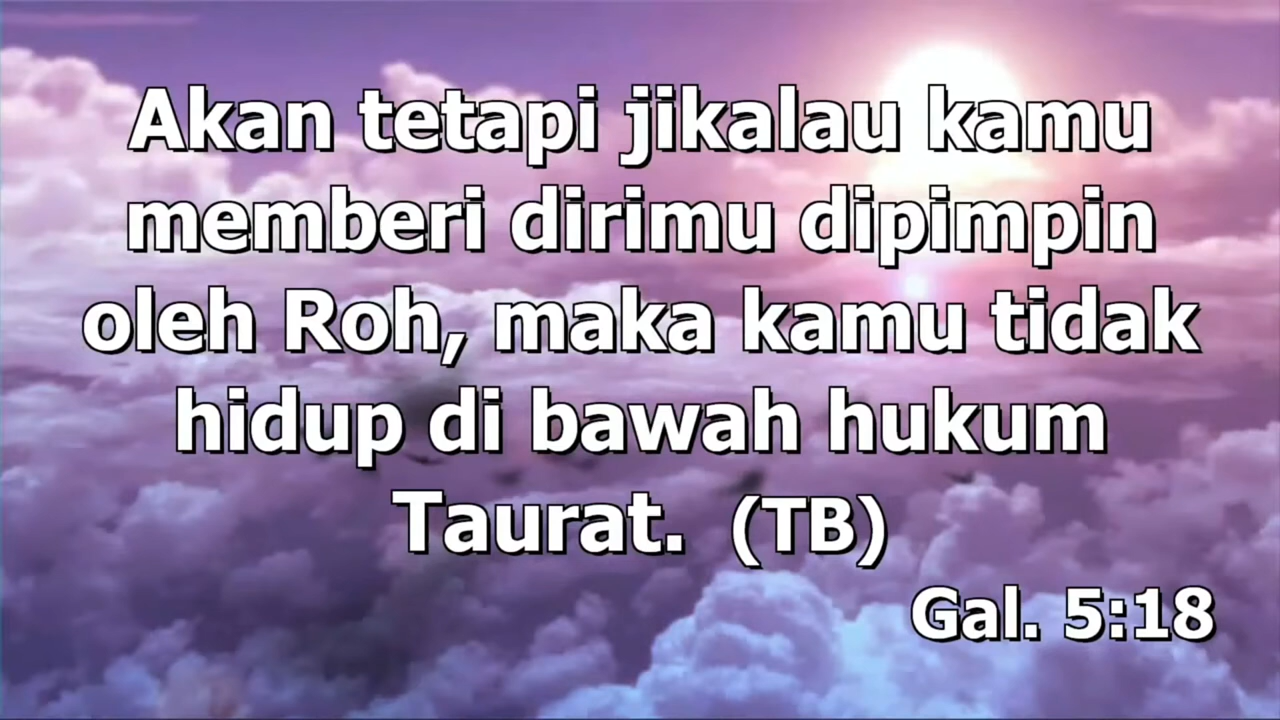 Akan tetapi jikalau kamu
memberi dirimu dipimpin
oleh Roh, maka kamu tidak
hidup di bawah hukum
Taurat.  (TB)
Gal. 5:18